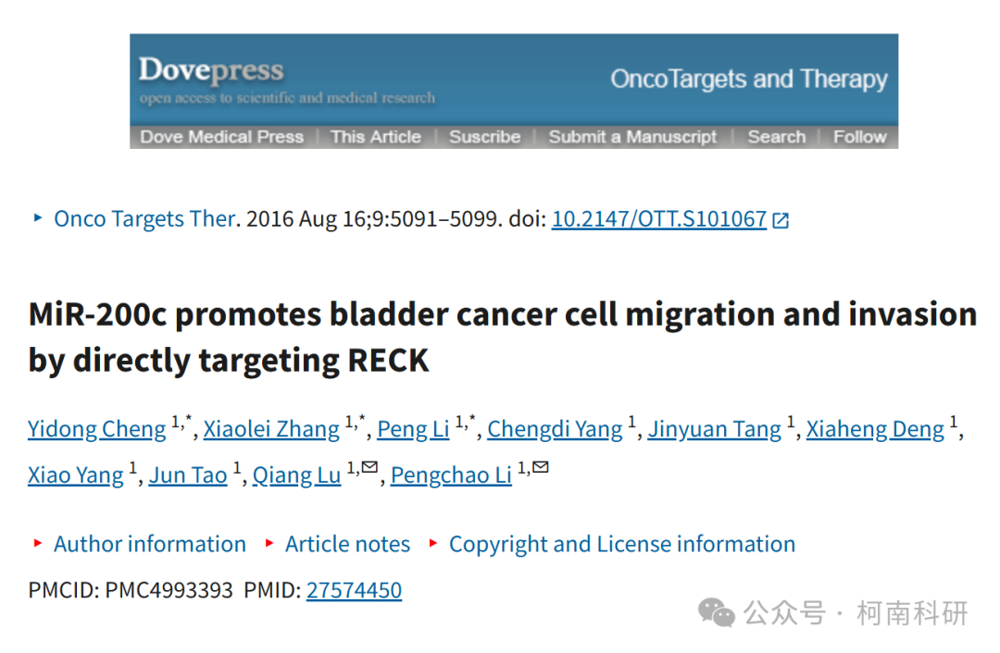 Dovepress
OncoTargets and Therapy
open access to scientific and medical research
Dove Medical Press | This Article | Suscribe | Submit a Manuscript | Search | Follow
Onco Targets Ther. 2016 Aug 16;9:5091–5099. doi: 10.2147/OTT.S101067
MiR-200c promotes bladder cancer cell migration and invasion
by directly targeting RECK
Yidong Cheng 1,*, Xiaolei Zhang 1,*, Peng Li 1,*, Chengdi Yang 1, Jinyuan Tang 1, Xiaheng Deng 1,
Xiao Yang 1, Jun Tao 1, Qiang Lu 1,✉, Pengchao Li 1,✉
Author information Article notes Copyright and License information
PMCID: PMC4993393 PMID: 27574450
公众号 · 柯南科研